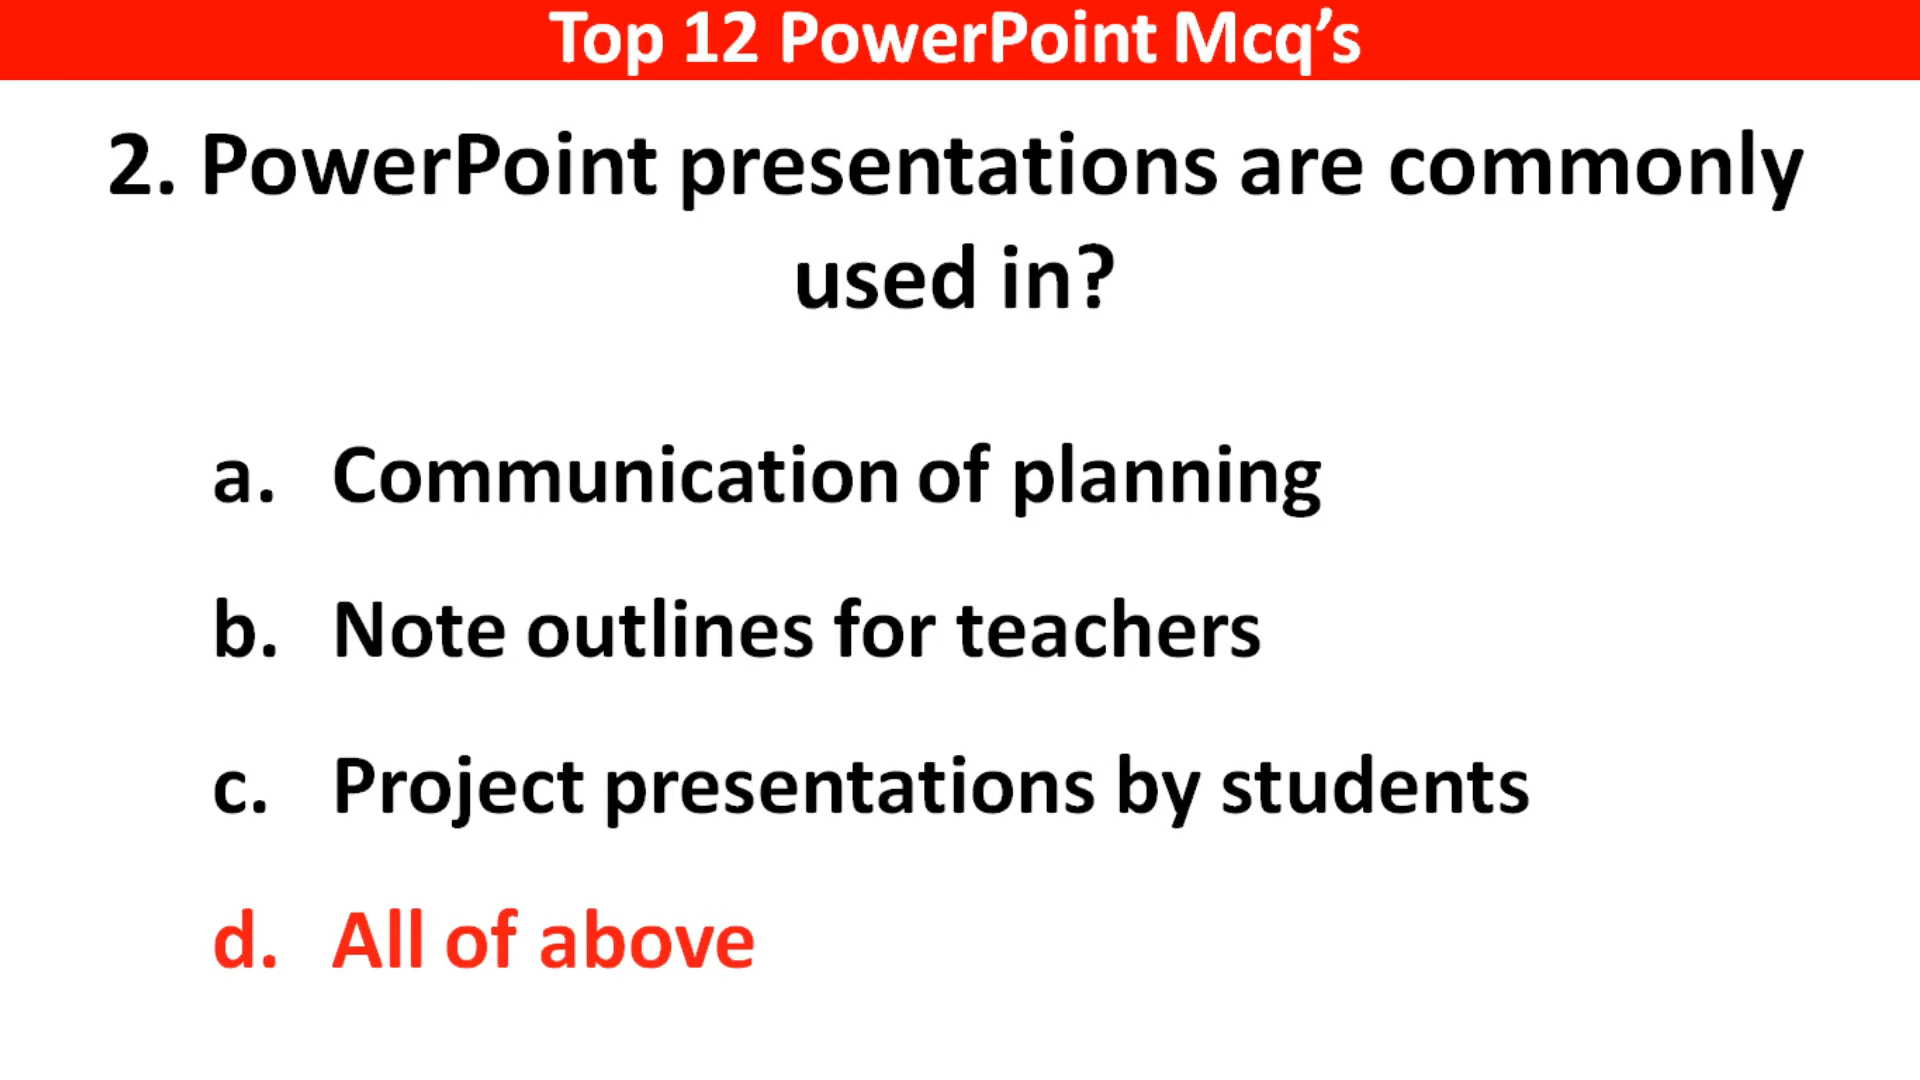 Top 12 PowerPoint Mcq’s
2. PowerPoint presentations are commonly
used in?
a. Communication of planning
b. Note outlines for teachers
c. Project presentations by students
d. All of above